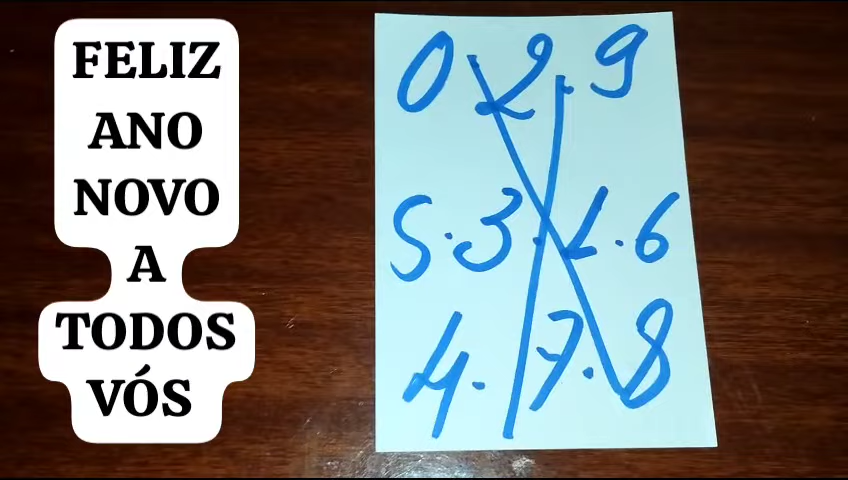 FELIZ
ANO
NOVO
A
TODOS
VÓS
0.2.9
5.3.1.6
4.7.8